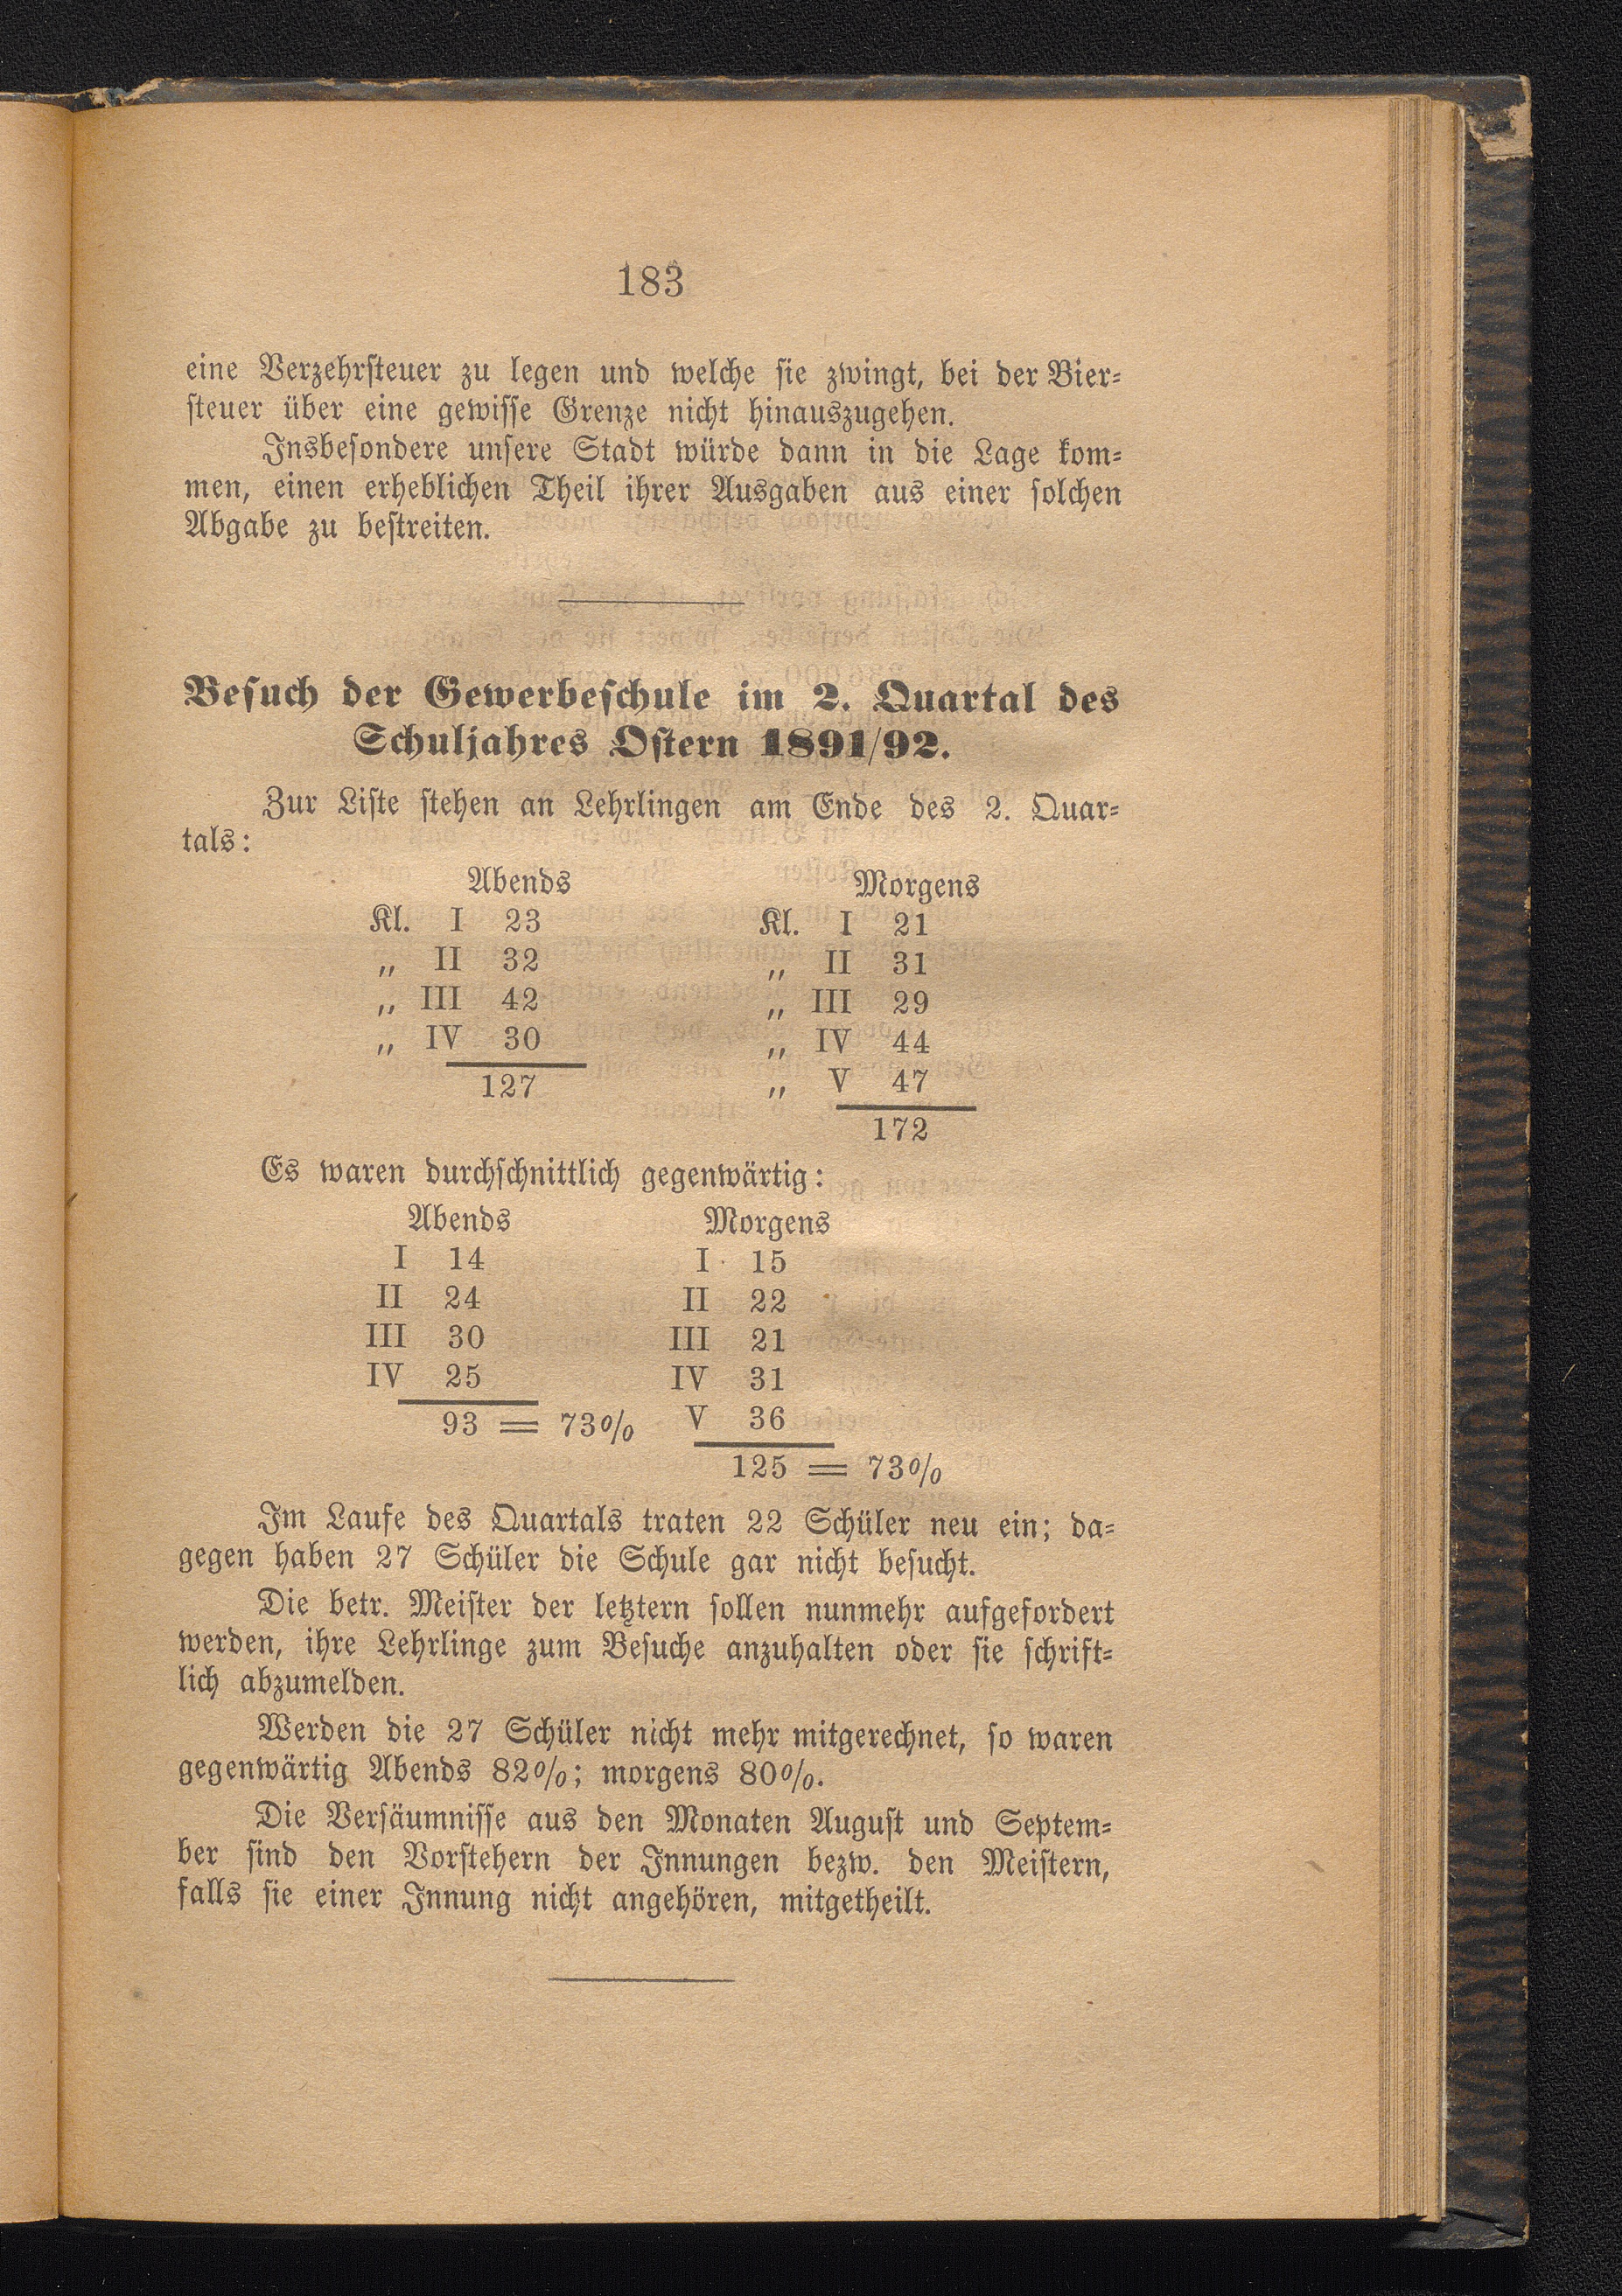 183
eine Verzehrsteuer zu legen und welche sie zwingt, bei der Bier-
steuer über eine gewisse Grenze nicht hinauszugehen.
Insbesondere unsere Stadt würde dann in die Lage kom-
men, einen erheblichen Theil ihrer Ausgaben aus einer solchen
Abgabe zu bestreiten.
Besuch der Gewerbeschule im 2. Quartal des
Schuljahres Ostern 1891/92.
Zur Liste stehen an Lehrlingen am Ende des 2. Quar-
tals:
Abends Morgens
Kl. I 23 Kl. I 21
„ II 32 „ II 31
„ III 42 „ III 29
„ IV 30 „ IV 44
127 „ V 47
172
Es waren durchschnittlich gegenwärtig:
Abends Morgens
I 14 I 15
II 24 II 22
III 30 III 21
IV 25 IV 31
93 = 73% V 36
125 = 73%
Im Laufe des Quartals traten 22 Schüler neu ein; da-
gegen haben 27 Schüler die Schule gar nicht besucht.
Die betr. Meister der letztern sollen nunmehr aufgefordert
werden, ihre Lehrlinge zum Besuche anzuhalten oder sie schrift-
lich abzumelden.
Werden die 27 Schüler nicht mehr mitgerechnet, so waren
gegenwärtig Abends 82%; morgens 80%.
Die Versäumnisse aus den Monaten August und Septem-
ber sind den Vorstehern der Innungen bezw. den Meistern,
falls sie einer Innung nicht angehören, mitgetheilt.